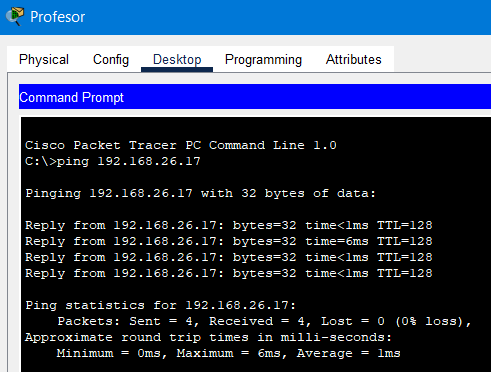 Profesor
Physical Config Desktop Programming Attributes
Command Prompt
Cisco Packet Tracer PC Command Line 1.0
C:\>ping 192.168.26.17
Pinging 192.168.26.17 with 32 bytes of data:
Reply from 192.168.26.17: bytes=32 time<1ms TTL=128
Reply from 192.168.26.17: bytes=32 time=6ms TTL=128
Reply from 192.168.26.17: bytes=32 time<1ms TTL=128
Reply from 192.168.26.17: bytes=32 time<1ms TTL=128
Ping statistics for 192.168.26.17:
Packets: Sent = 4, Received = 4, Lost = 0 (0% loss),
Approximate round trip times in milli-seconds:
Minimum = 0ms, Maximum = 6ms, Average = 1ms